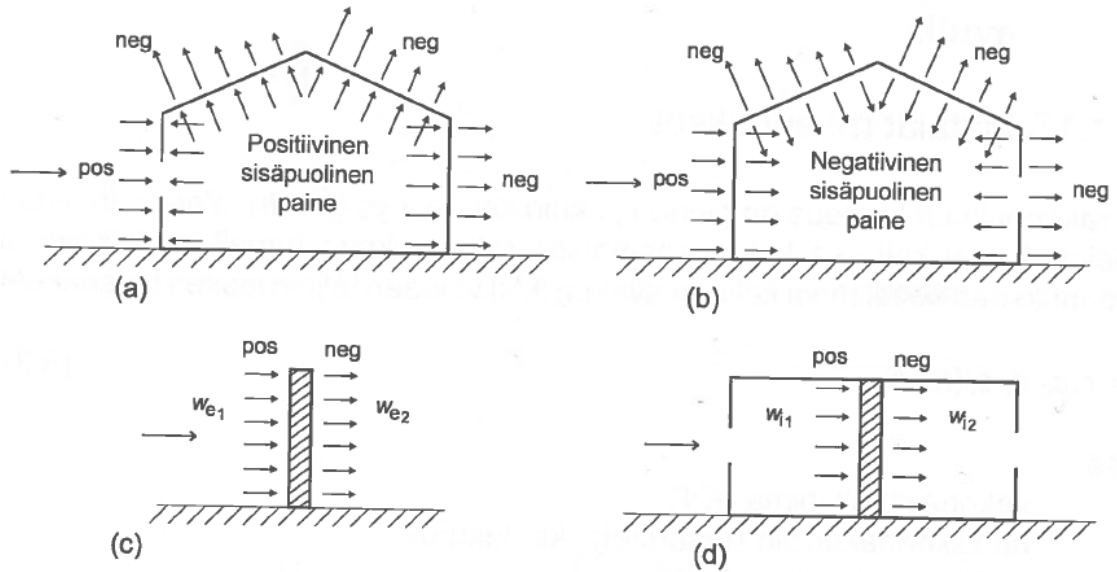 neg
neg
pos
Positiivinen
sisäpuolinen
paine
neg
(a)
neg
neg
pos
Negatiivinen
sisäpuolinen
paine
neg
(b)
pos
neg
we1
we2
(c)
pos
neg
wi1
wi2
(d)